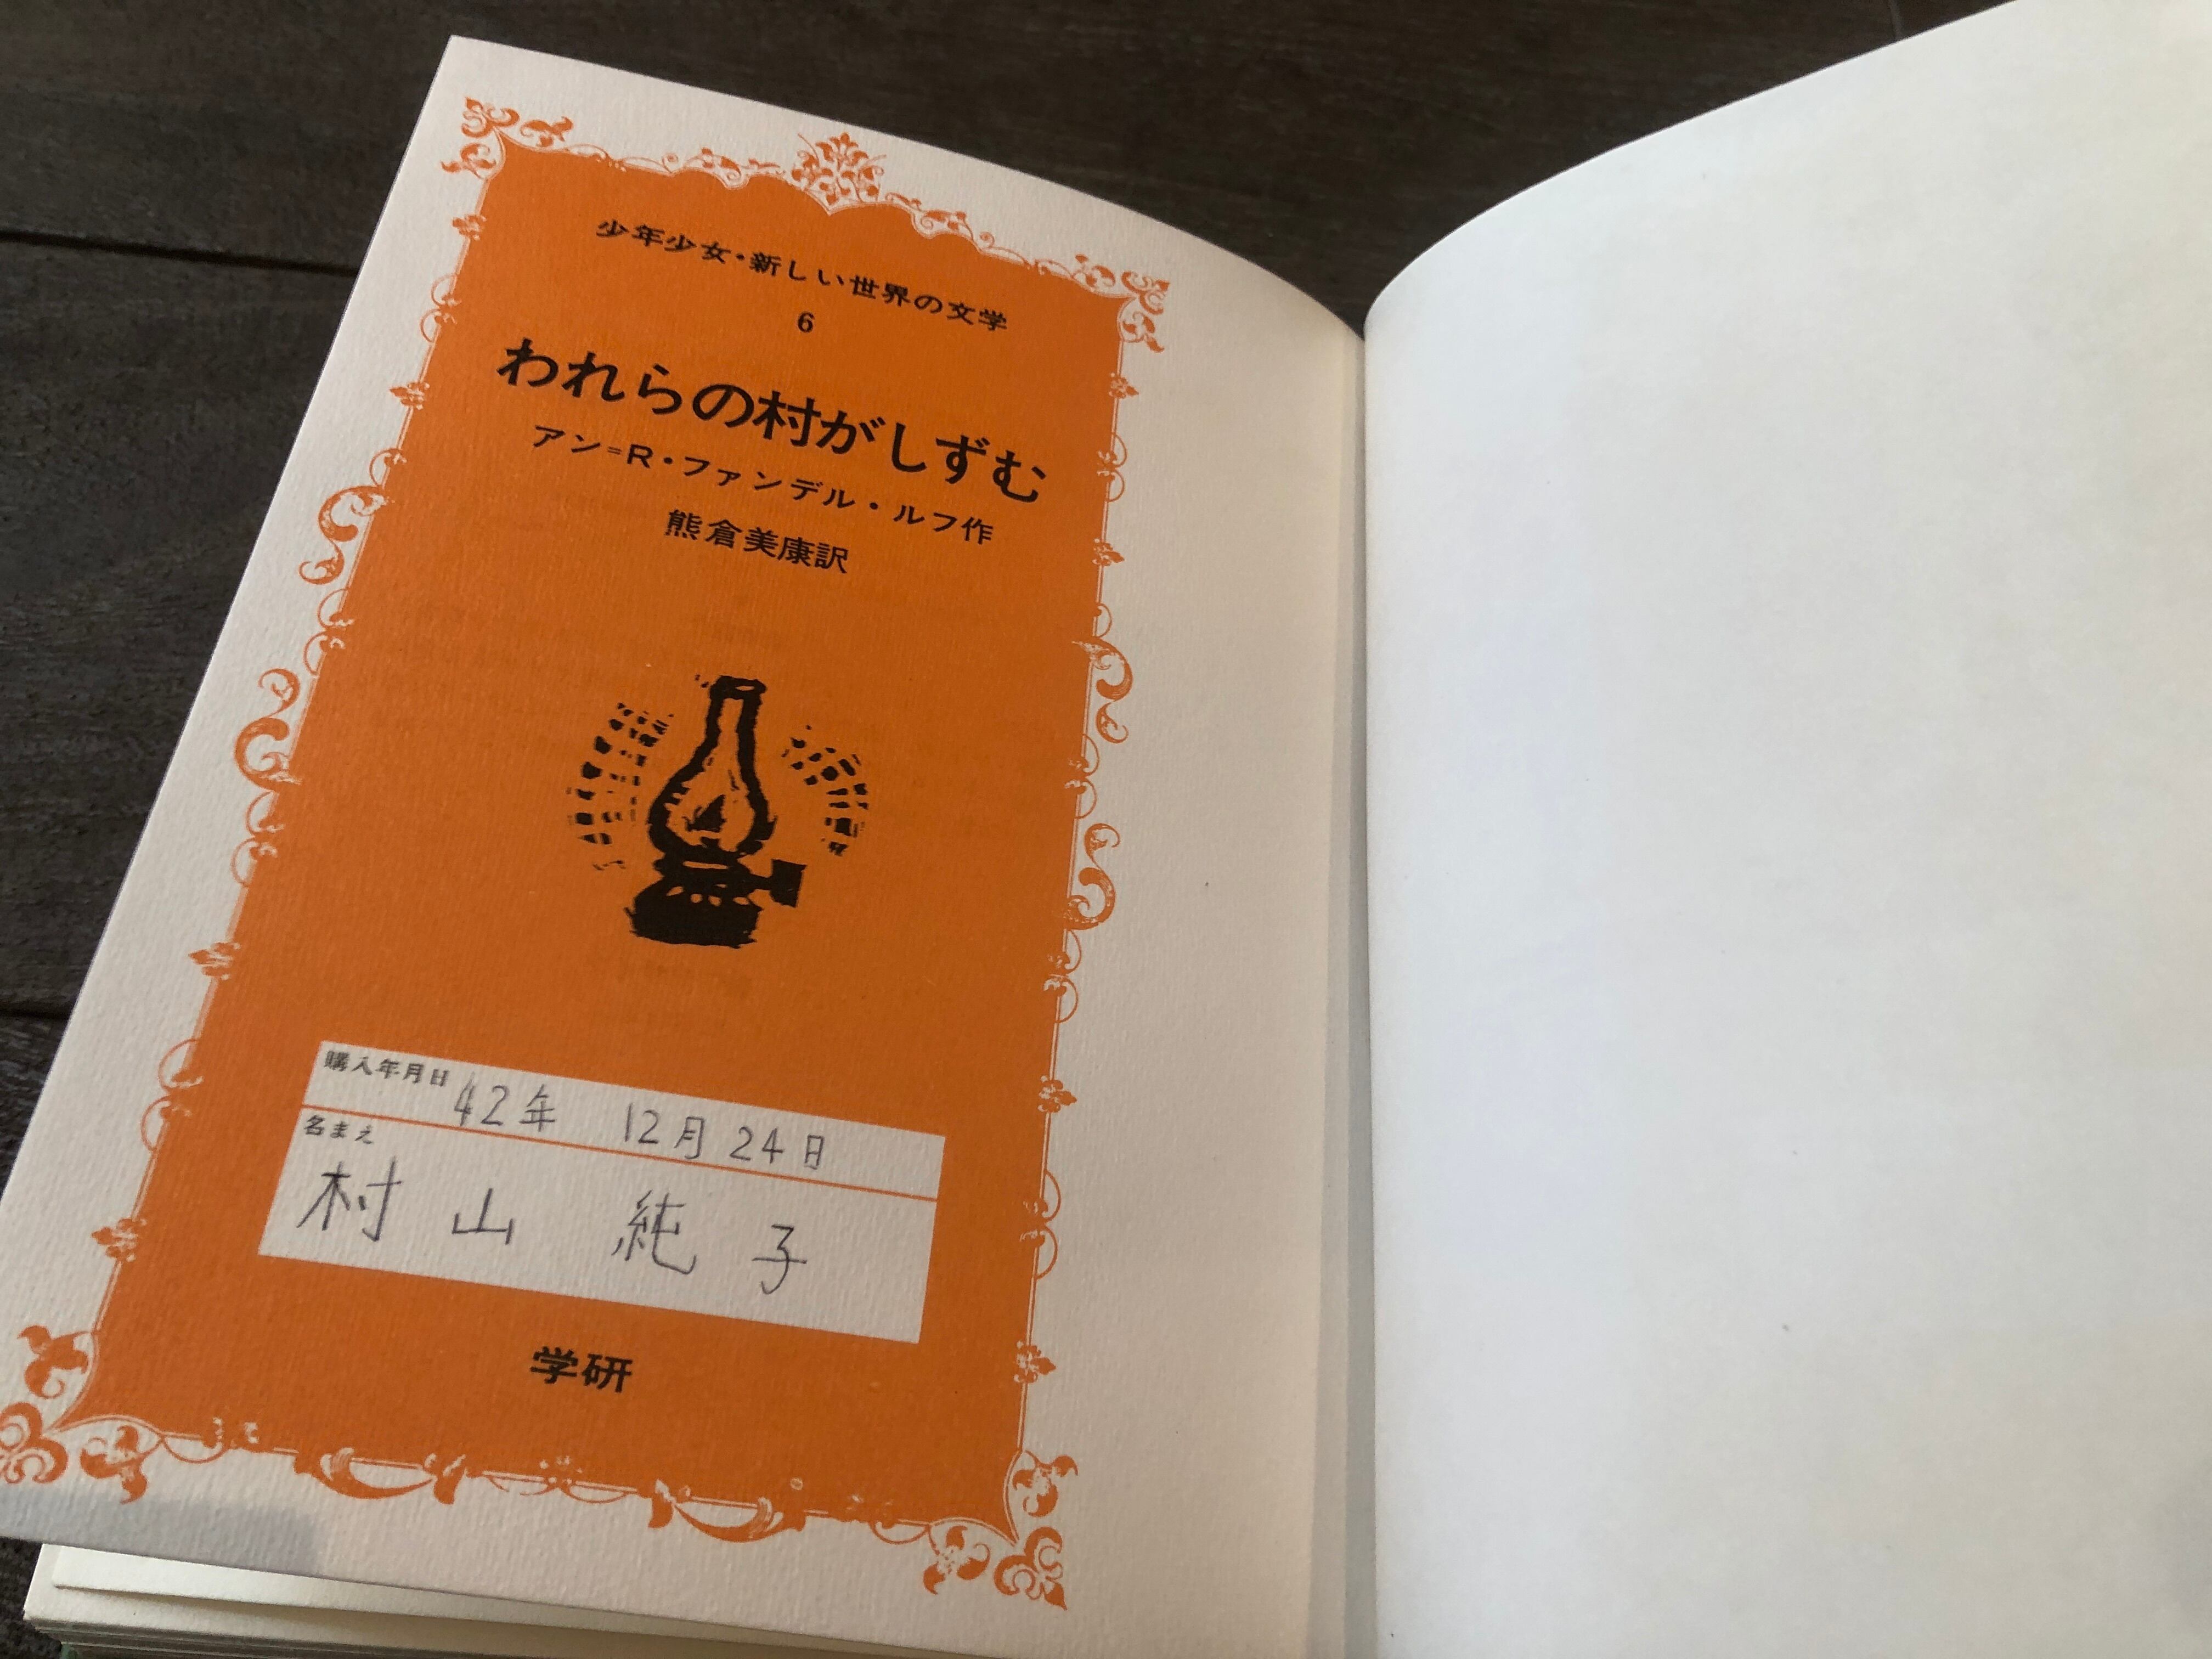 少年少女・新しい世界の文学
6
われらの村がしずむ
アン=R・ファンデル・ルフ作
熊倉美康訳
購入年月日 42年 12月 24日
名まえ
村山 純子
学研